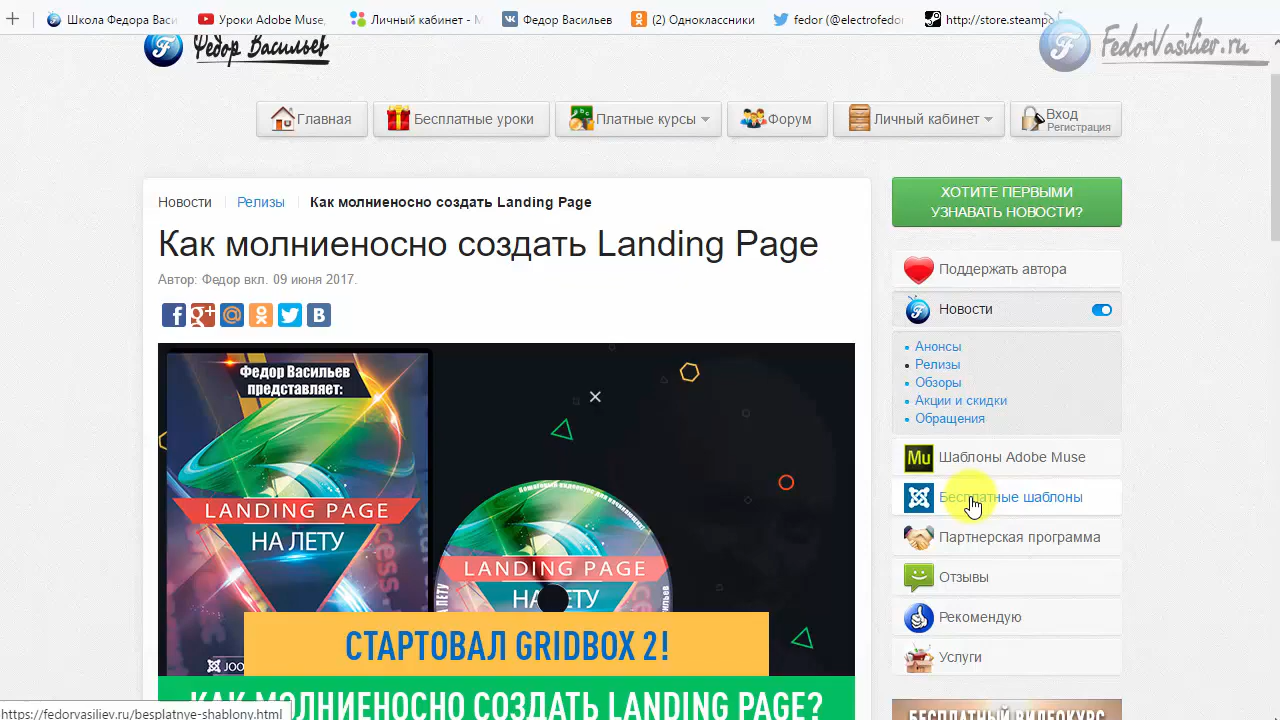 Школа Федора Васи
Уроки Adobe Muse,
Личный кабинет - М
Федор Васильев
(2) Одноклассники
fedor (@electrofedor
http://store.steampo
Федор Васильев
FedorVasiliev.ru
Главная
Бесплатные уроки
Платные курсы
Форум
Личный кабинет
Вход
Регистрация
Новости
Релизы
Как молниеносно создать Landing Page
Как молниеносно создать Landing Page
Автор: Федор вкл. 09 июня 2017.
Федор Васильев
представляет:
LANDING PAGE
НА ЛЕТУ
LANDING PAGE
НА ЛЕТУ
СТАРТОВАЛ GRIDBOX 2!
КАК МОЛНИЕНОСНО СОЗДАТЬ LANDING PAGE?
ХОТИТЕ ПЕРВЫМИ
УЗНАВАТЬ НОВОСТИ?
Поддержать автора
Новости
Анонсы
Релизы
Обзоры
Акции и скидки
Обращения
Mu
Шаблоны Adobe Muse
Бесплатные шаблоны
Партнерская программа
Отзывы
Рекомендую
Услуги
БЕСПЛАТНЫЙ ВИДЕОКУРС
https://fedorvasiliev.ru/besplatnye-shablony.html